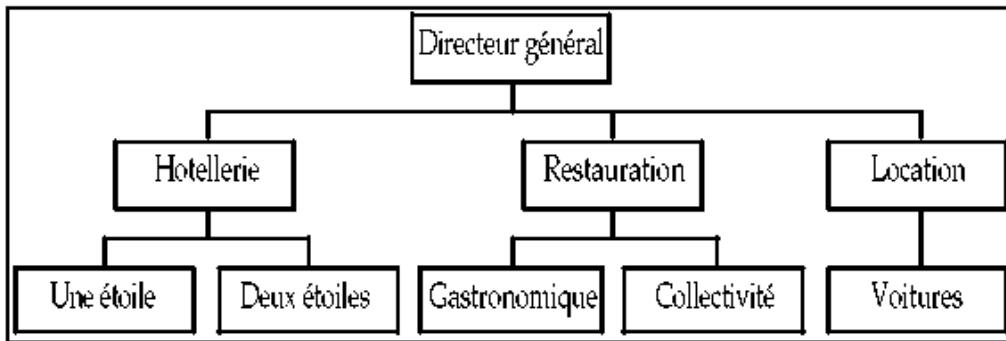 Directeur général
Hotellerie
Restauration
Location
Une étoile
Deux étoiles
Gastronomique
Collectivité
Voitures